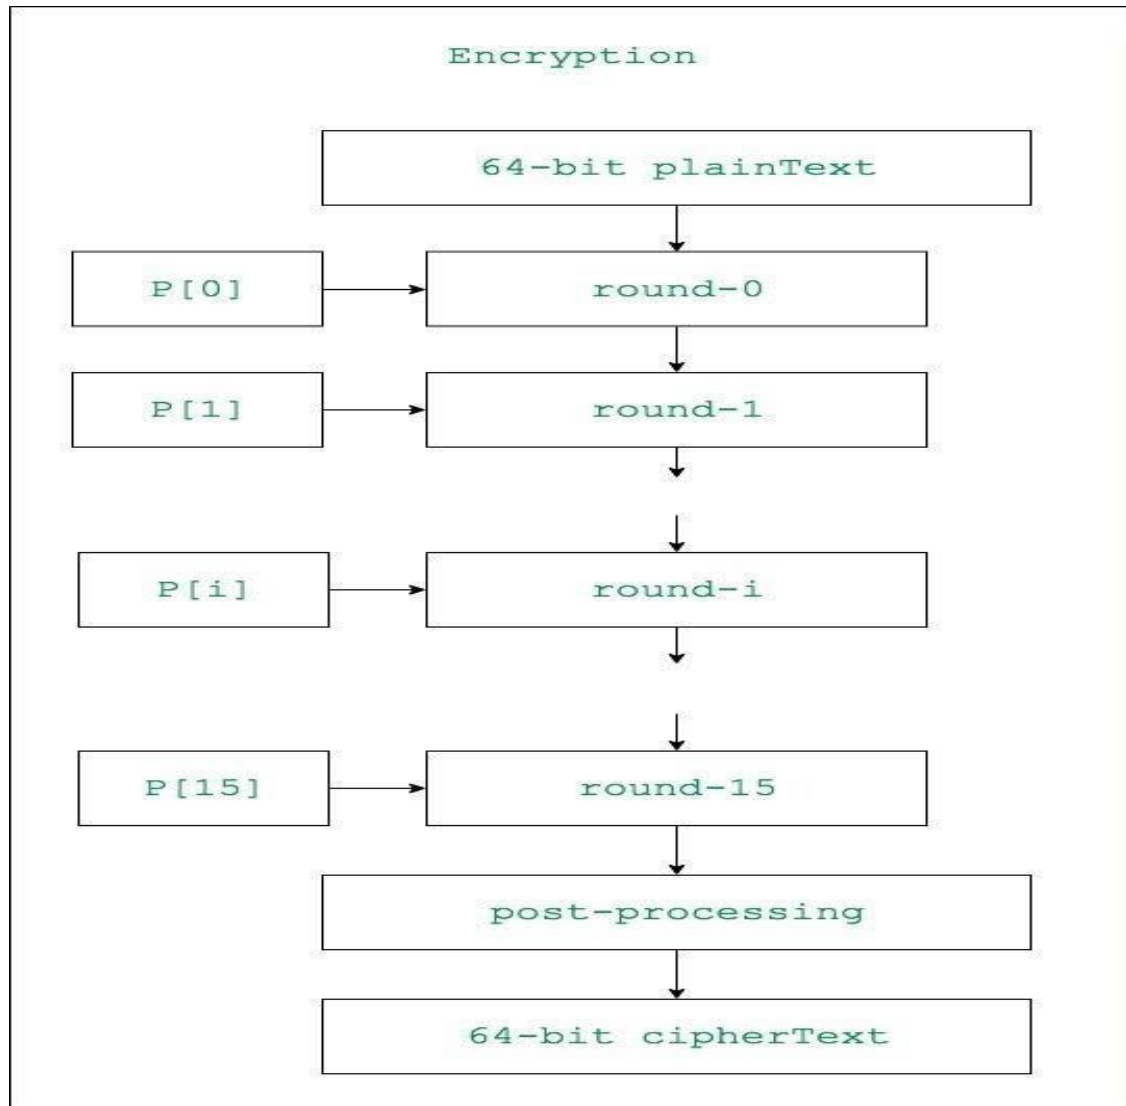 Encryption
64-bit plainText
P[0]
round-0
P[1]
round-1
P[i]
round-i
P[15]
round-15
post-processing
64-bit cipherText